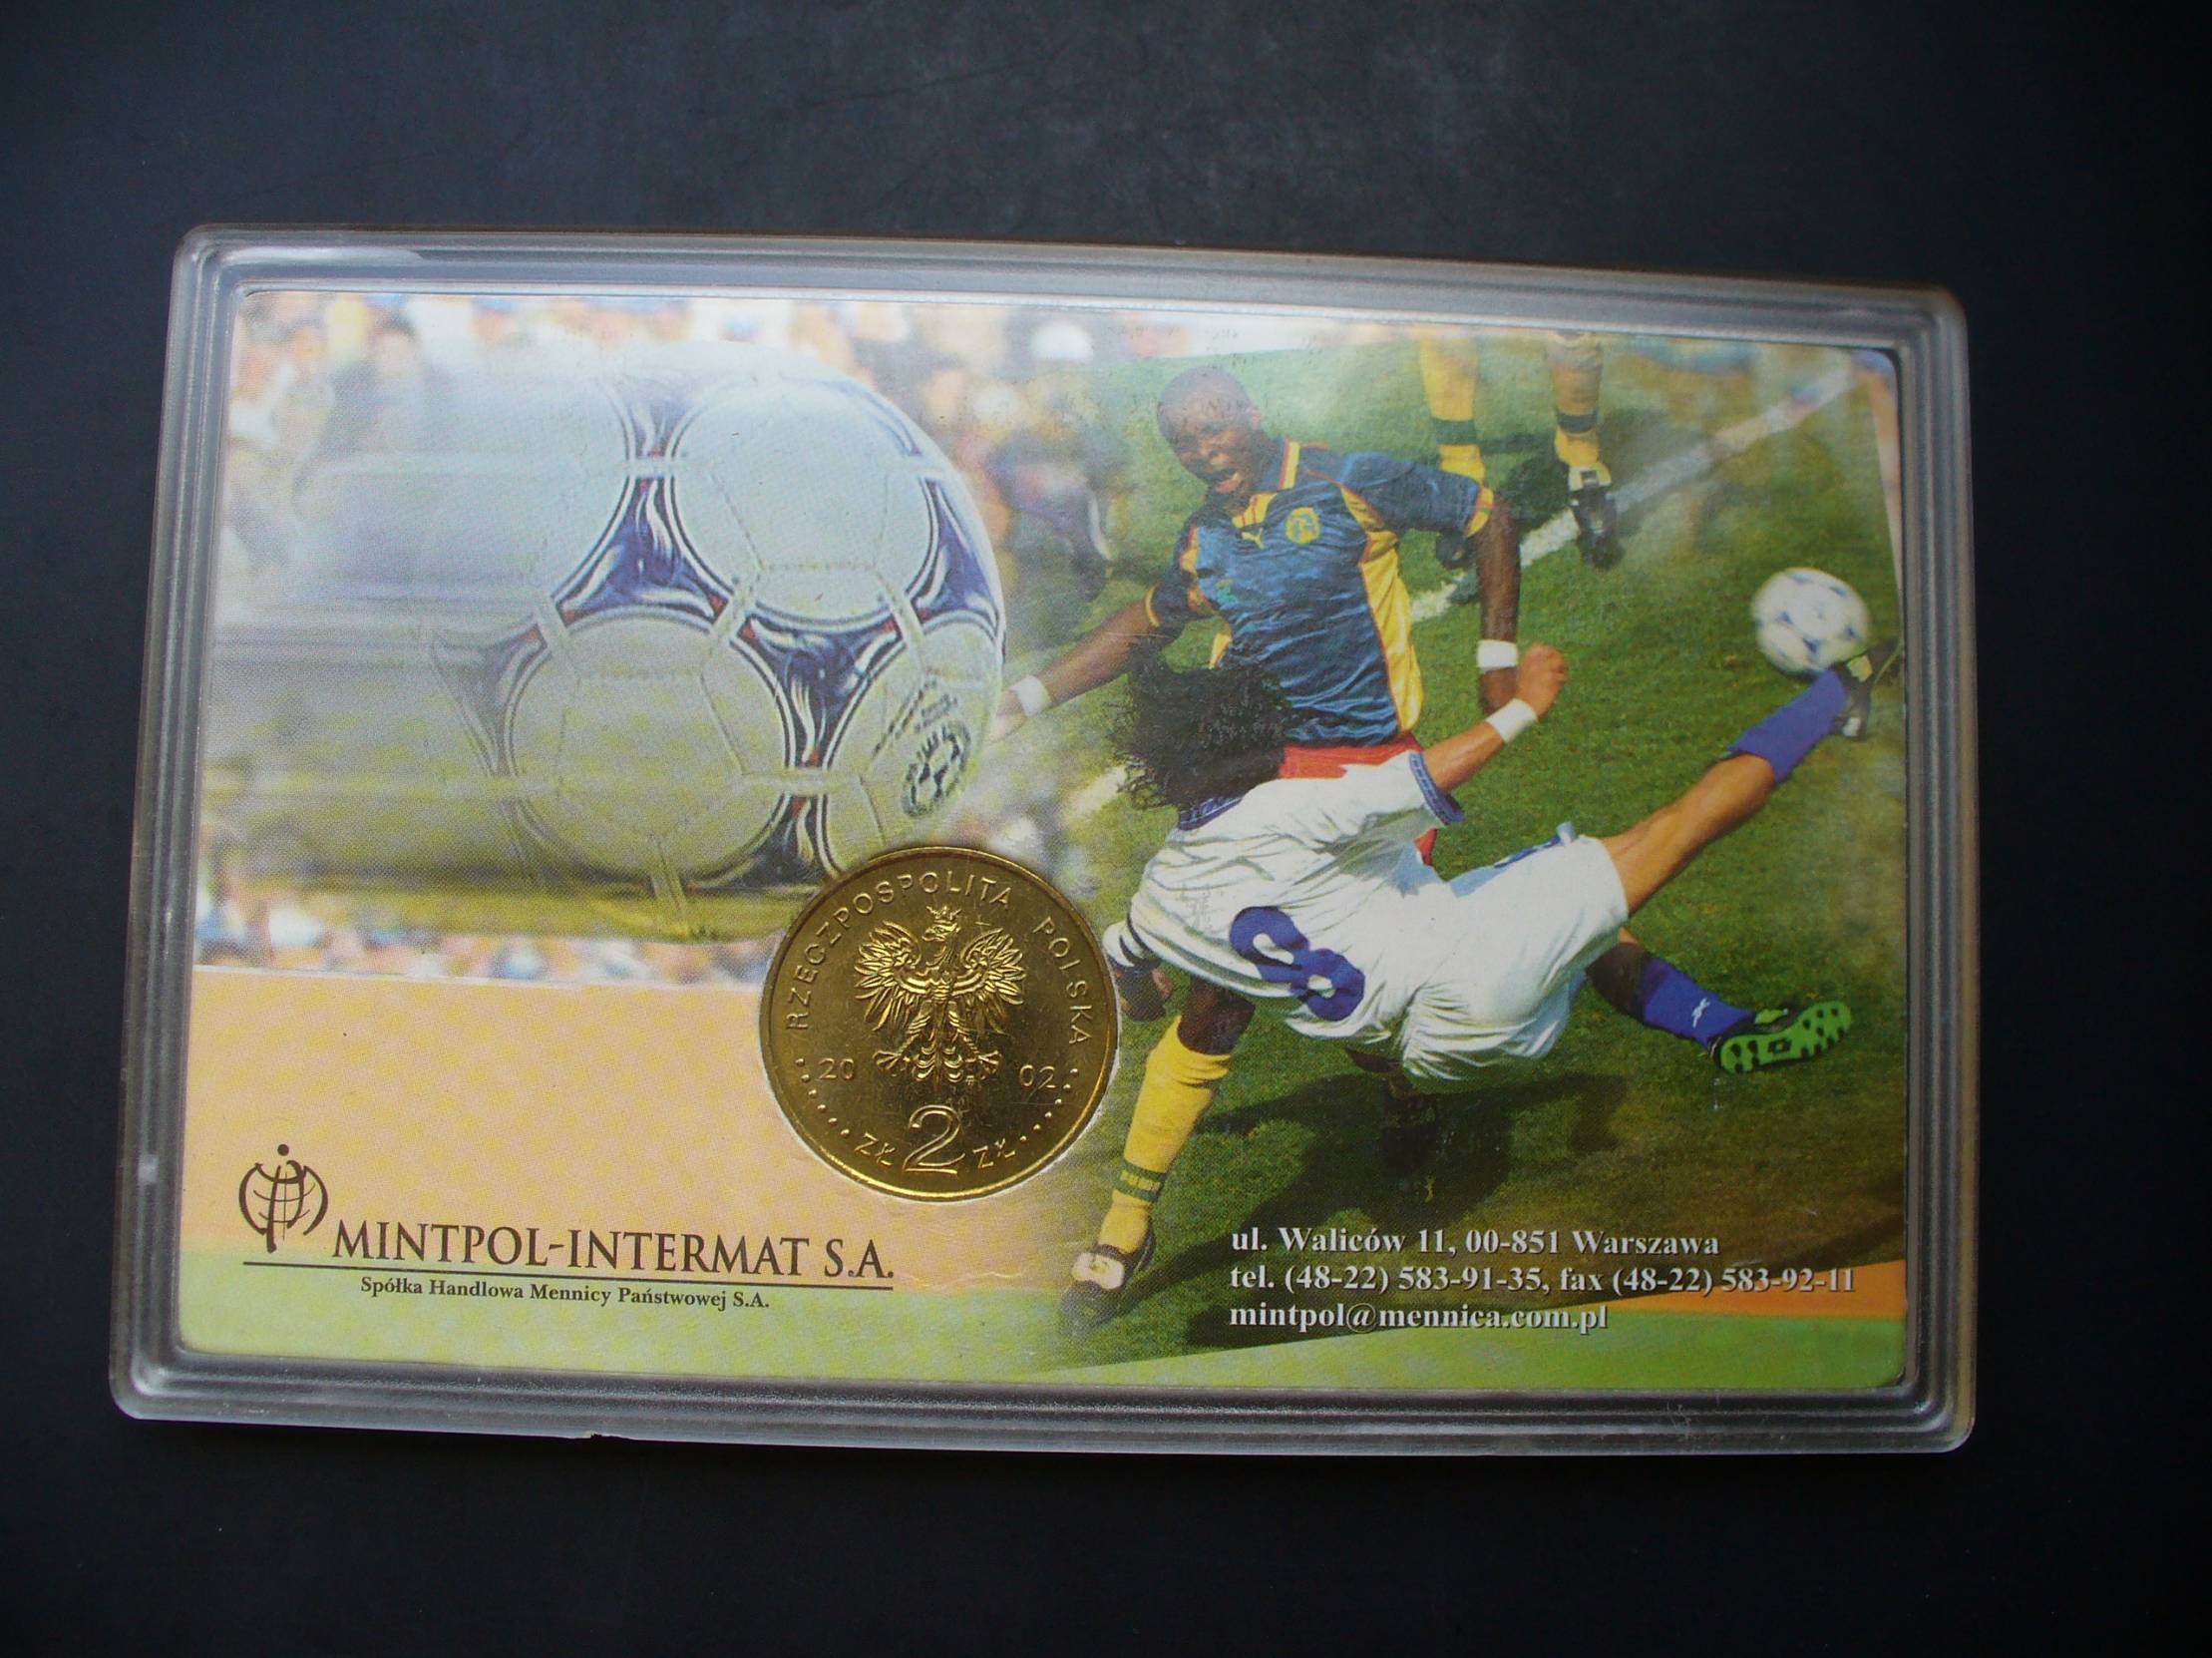 RZECZPOSPOLITA POLSKA
20 02
ZŁ 2 ZŁ
8
MINTPOL-INTERMAT S.A.
Spółka Handlowa Mennicy Państwowej S.A.
ul. Waliców 11, 00-851 Warszawa
tel. (48-22) 583-91-35, fax (48-22) 583-92-11
mintpol@mennica.com.pl